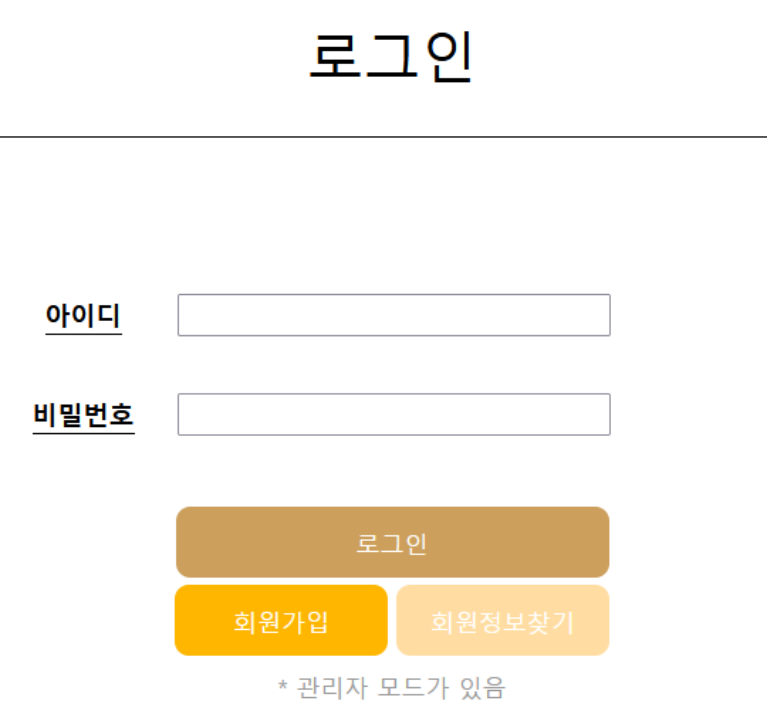 로그인
아이디
비밀번호
로그인
회원가입 회원정보찾기
* 관리자 모드가 있음